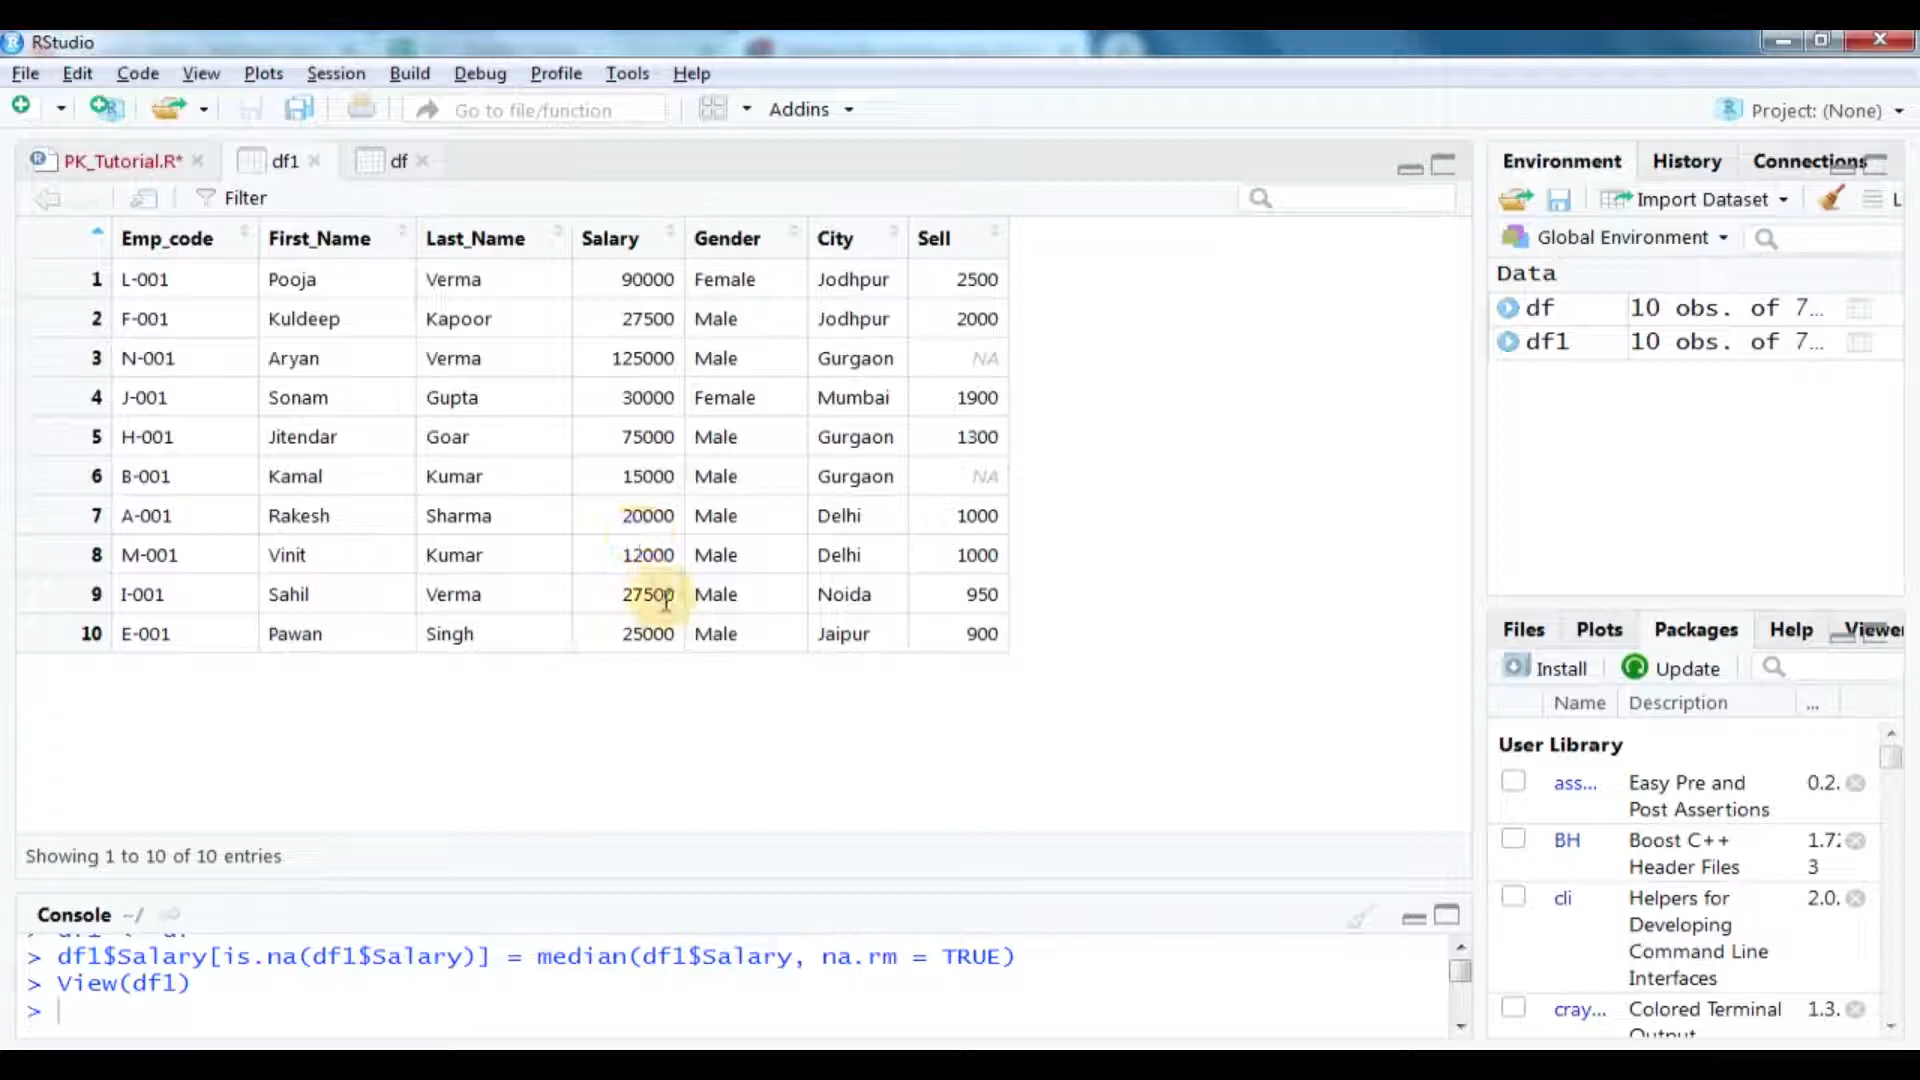 RStudio
File Edit Code View Plots Session Build Debug Profile Tools Help
Go to file/function Addins Project: (None)
PK_Tutorial.R* df1 df
Filter
Emp_code First_Name Last_Name Salary Gender City Sell
1 L-001 Pooja Verma 90000 Female Jodhpur 2500
2 F-001 Kuldeep Kapoor 27500 Male Jodhpur 2000
3 N-001 Aryan Verma 125000 Male Gurgaon NA
4 J-001 Sonam Gupta 30000 Female Mumbai 1900
5 H-001 Jitendar Goar 75000 Male Gurgaon 1300
6 B-001 Kamal Kumar 15000 Male Gurgaon NA
7 A-001 Rakesh Sharma 20000 Male Delhi 1000
8 M-001 Vinit Kumar 12000 Male Delhi 1000
9 I-001 Sahil Verma 27500 Male Noida 950
10 E-001 Pawan Singh 25000 Male Jaipur 900
Showing 1 to 10 of 10 entries
Console ~/
> df1$Salary[is.na(df1$Salary)] = median(df1$Salary, na.rm = TRUE)
> View(df1)
>
Environment History Connections
Import Dataset L
Global Environment
Data
df 10 obs. of 7…
df1 10 obs. of 7…
Files Plots Packages Help Viewer
Install Update
Name Description ...
User Library
ass... Easy Pre and 0.2.
Post Assertions
BH Boost C++ 1.7:
Header Files 3
cli Helpers for 2.0.
Developing
Command Line
Interfaces
cray... Colored Terminal 1.3.
Output